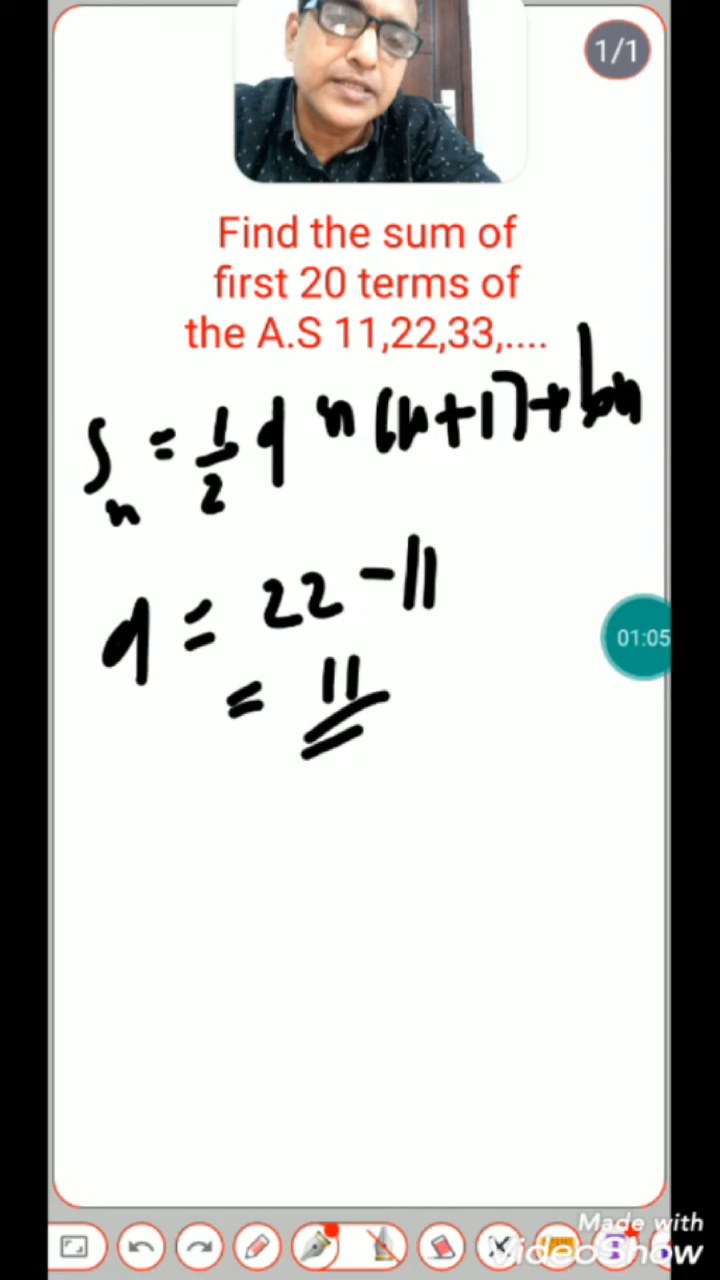 1/1
Find the sum of
first 20 terms of
the A.S 11,22,33,....
Sn = 1/2 d n (n+1) + bn
d = 22 - 11
= 11
01:05
Made with
VideoShow